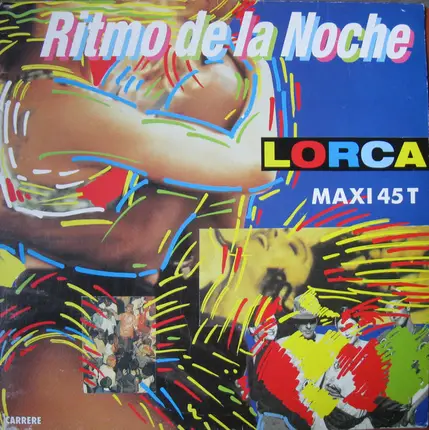 Ritmo de la Noche
LORCA
MAXI 45 T
CARRERE